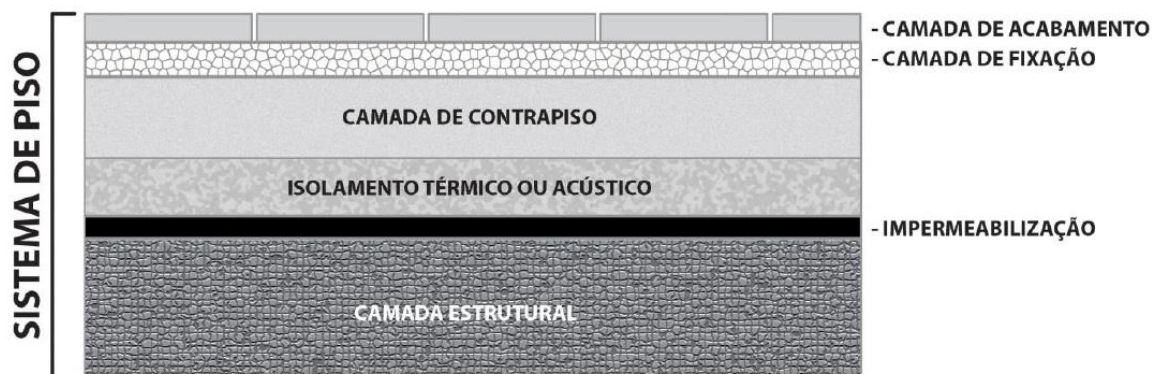 SISTEMA DE PISO
- CAMADA DE ACABAMENTO
- CAMADA DE FIXAÇÃO
CAMADA DE CONTRAPISO
ISOLAMENTO TÉRMICO OU ACÚSTICO
- IMPERMEABILIZAÇÃO
CAMADA ESTRUTURAL